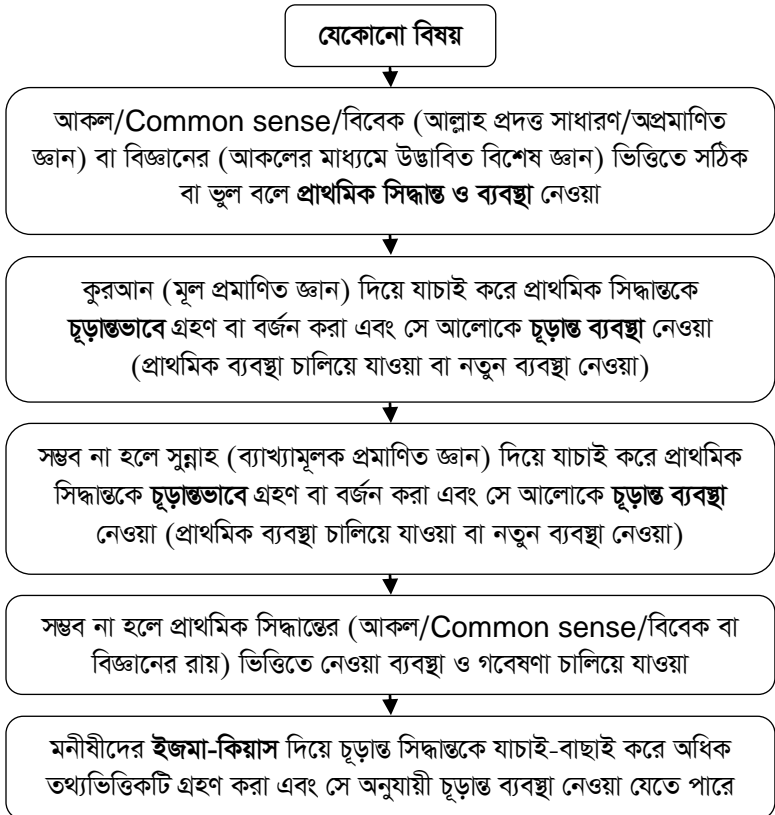 যেকোনো বিষয়
আকল/Common sense/বিবেক (আল্লাহ প্রদত্ত সাধারণ/অপ্রমাণিত
জ্ঞান) বা বিজ্ঞানের (আকলের মাধ্যমে উদ্ভাবিত বিশেষ জ্ঞান) ভিত্তিতে সঠিক
বা ভুল বলে প্রাথমিক সিদ্ধান্ত ও ব্যবস্থা নেওয়া
কুরআন (মূল প্রমাণিত জ্ঞান) দিয়ে যাচাই করে প্রাথমিক সিদ্ধান্তকে
চূড়ান্তভাবে গ্রহণ বা বর্জন করা এবং সে আলোকে চূড়ান্ত ব্যবস্থা নেওয়া
(প্রাথমিক ব্যবস্থা চালিয়ে যাওয়া বা নতুন ব্যবস্থা নেওয়া)
সম্ভব না হলে সুন্নাহ (ব্যাখ্যামূলক প্রমাণিত জ্ঞান) দিয়ে যাচাই করে প্রাথমিক
সিদ্ধান্তকে চূড়ান্তভাবে গ্রহণ বা বর্জন করা এবং সে আলোকে চূড়ান্ত ব্যবস্থা
নেওয়া (প্রাথমিক ব্যবস্থা চালিয়ে যাওয়া বা নতুন ব্যবস্থা নেওয়া)
সম্ভব না হলে প্রাথমিক সিদ্ধান্তের (আকল/Common sense/বিবেক বা
বিজ্ঞানের রায়) ভিত্তিতে নেওয়া ব্যবস্থা ও গবেষণা চালিয়ে যাওয়া
মনীষীদের ইজমা-কিয়াস দিয়ে চূড়ান্ত সিদ্ধান্তকে যাচাই-বাছাই করে অধিক
তথ্যভিত্তিকটি গ্রহণ করা এবং সে অনুযায়ী চূড়ান্ত ব্যবস্থা নেওয়া যেতে পারে